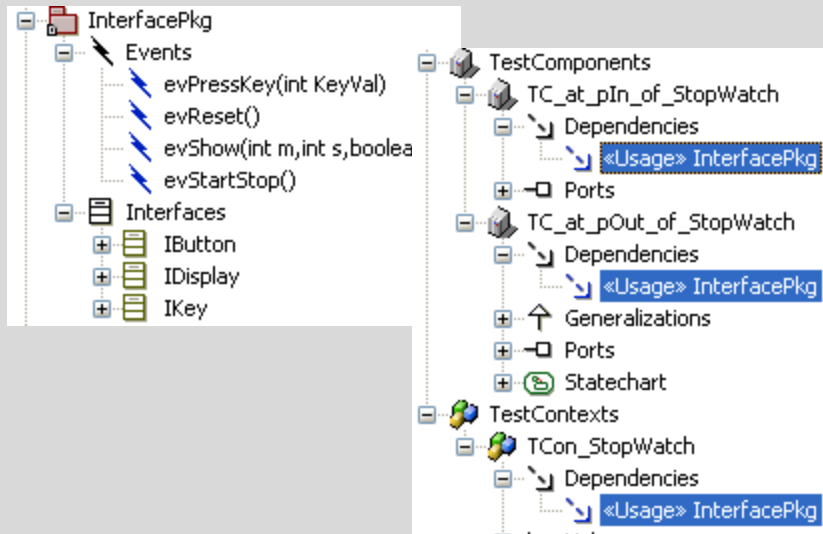 InterfacePkg
Events
evPressKey(int KeyVal)
evReset()
evShow(int m,int s,boolea
evStartStop()
Interfaces
IButton
IDisplay
IKey
TestComponents
TC_at_pIn_of_StopWatch
Dependencies
«Usage» InterfacePkg
Ports
TC_at_pOut_of_StopWatch
Dependencies
«Usage» InterfacePkg
Generalizations
Ports
Statechart
TestContexts
TCon_StopWatch
Dependencies
«Usage» InterfacePkg